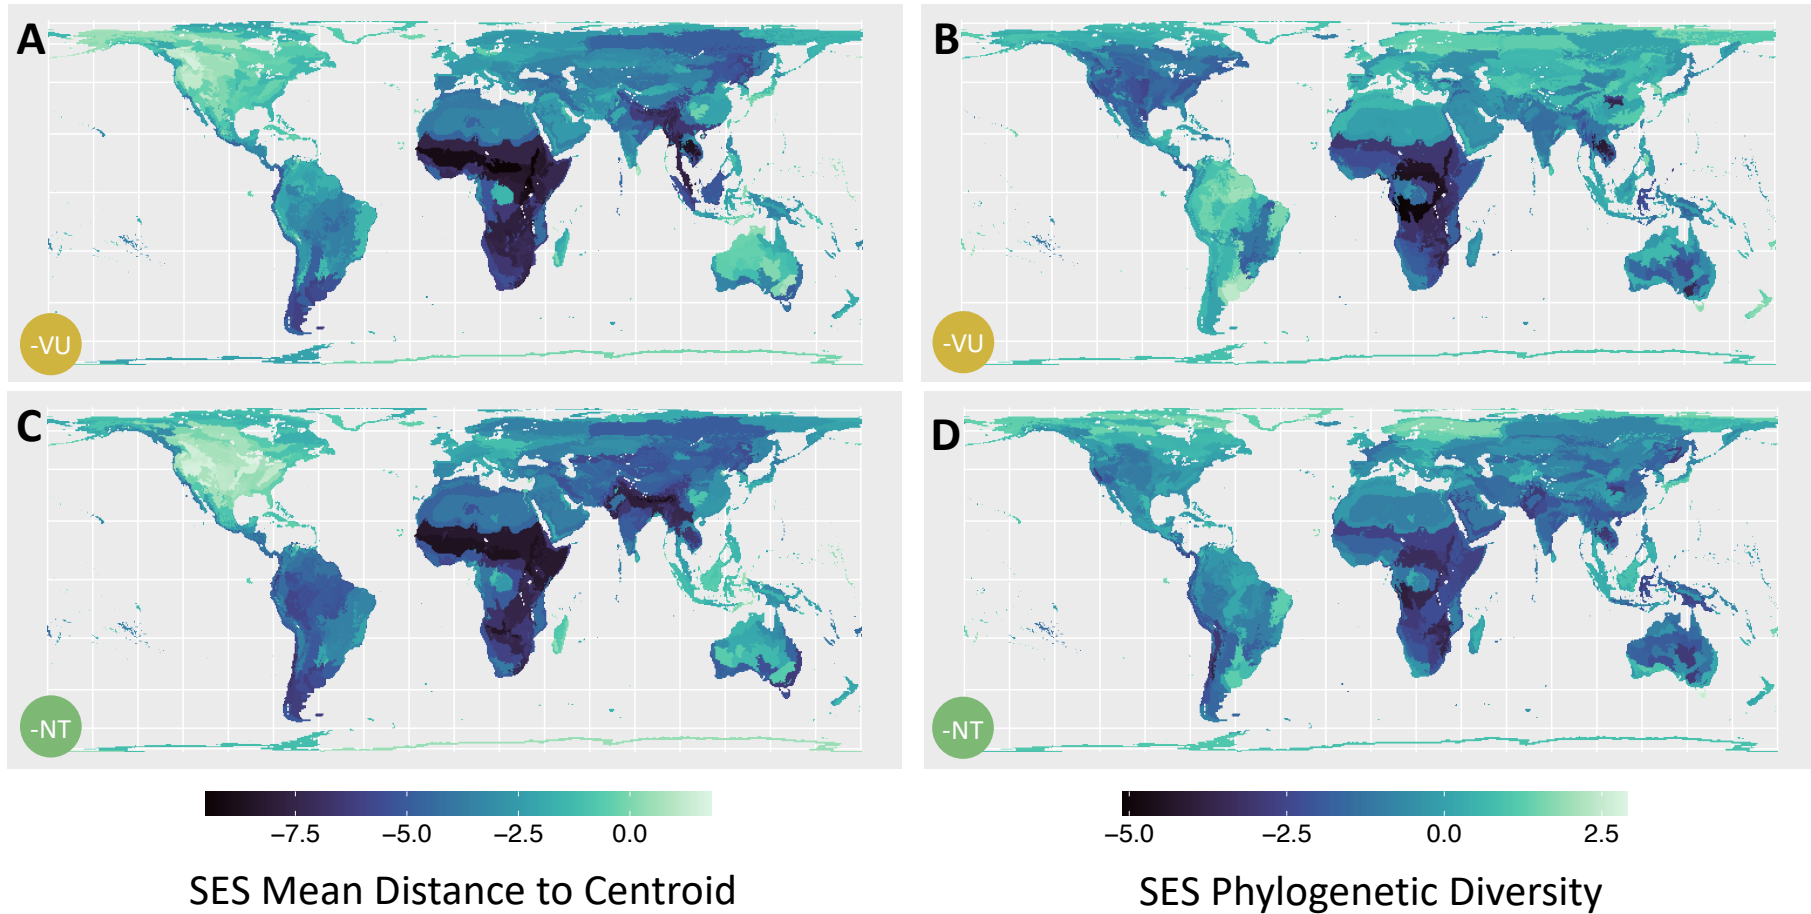 A
B
-VU
-VU
C
D
-NT
-NT
−7.5 −5.0 −2.5 0.0
−5.0 −2.5 0.0 2.5
SES Mean Distance to Centroid
SES Phylogenetic Diversity